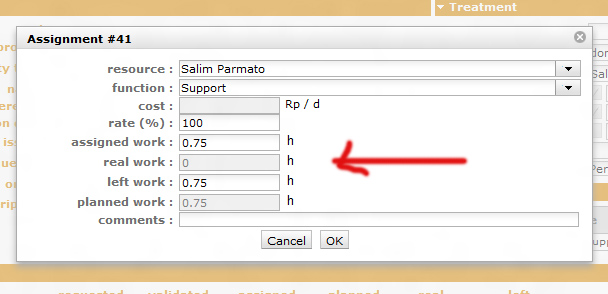 Treatment
Assignment #41
resource : Salim Parmato
function : Support
cost : Rp / d
rate (%) : 100
assigned work : 0.75 h
real work : 0 h
left work : 0.75 h
planned work : 0.75 h
comments :
Cancel OK